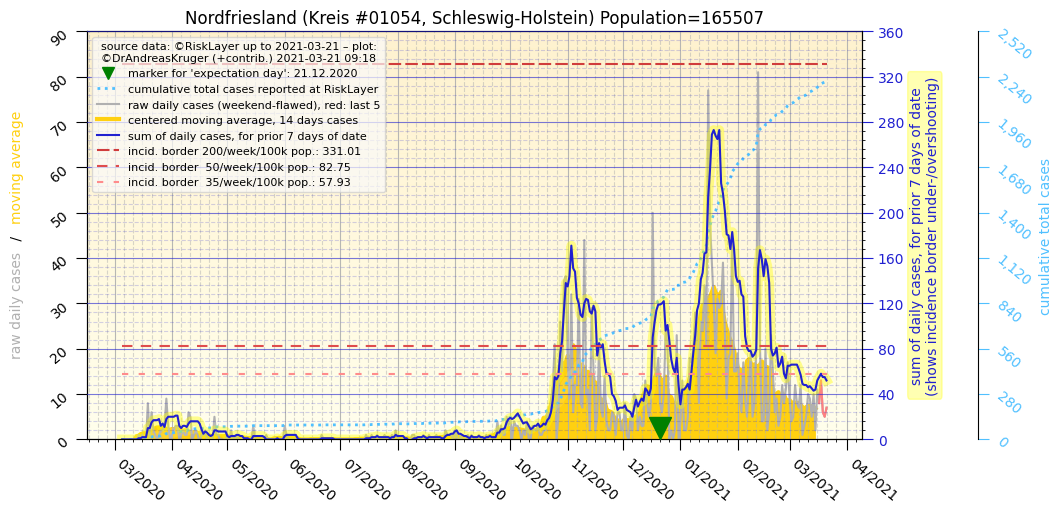 Nordfriesland (Kreis #01054, Schleswig-Holstein) Population=165507
source data: ©RiskLayer up to 2021-03-21 – plot:
©DrAndreasKruger (+contrib.) 2021-03-21 09:18
marker for 'expectation day': 21.12.2020
cumulative total cases reported at RiskLayer
raw daily cases (weekend-flawed), red: last 5
centered moving average, 14 days cases
sum of daily cases, for prior 7 days of date
incid. border 200/week/100k pop.: 331.01
incid. border  50/week/100k pop.: 82.75
incid. border  35/week/100k pop.: 57.93
raw daily cases / moving average
90
80
70
60
50
40
30
20
10
0
360
320
280
240
200
160
120
80
40
0
sum of daily cases, for prior 7 days of date
(shows incidence border under-/overshooting)
2,520
2,240
1,960
1,680
1,400
1,120
840
560
280
0
cumulative total cases
03/2020
04/2020
05/2020
06/2020
07/2020
08/2020
09/2020
10/2020
11/2020
12/2020
01/2021
02/2021
03/2021
04/2021